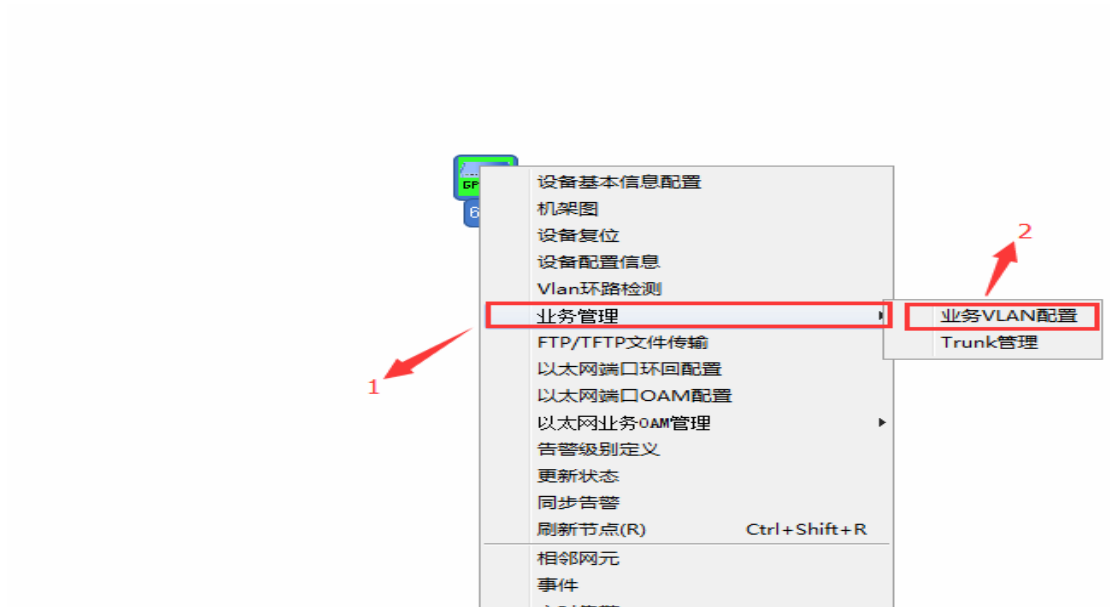 GP
6
设备基本信息配置
机架图
设备复位
设备配置信息
Vlan环路检测
业务管理
FTP/TFTP文件传输
以太网端口环回配置
以太网端口OAM配置
以太网业务OAM管理
告警级别定义
更新状态
同步告警
刷新节点(R) Ctrl+Shift+R
相邻网元
事件
1
2
业务VLAN配置
Trunk管理